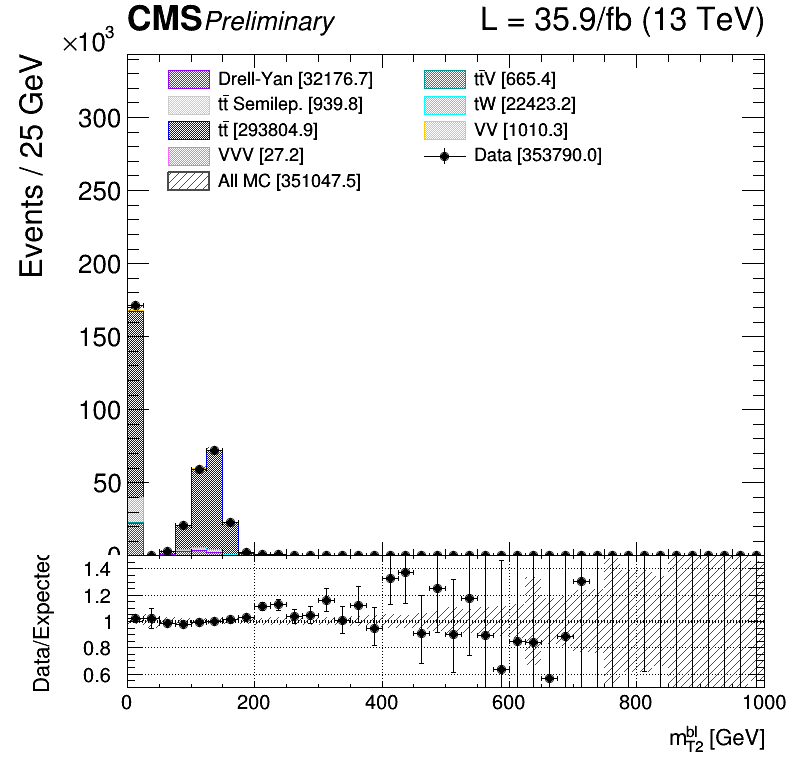 CMS Preliminary L = 35.9/fb (13 TeV)
×10³
Events / 25 GeV
Drell-Yan [32176.7]
tt̄ Semilep. [939.8]
tt̄ [293804.9]
VVV [27.2]
All MC [351047.5]
tt̄V [665.4]
tW [22423.2]
VV [1010.3]
Data [353790.0]
300
250
200
150
100
50
0
Data/Expected
1.4
1.2
1
0.8
0.6
0 200 400 600 800 1000
m_{T2}^{bl} [GeV]